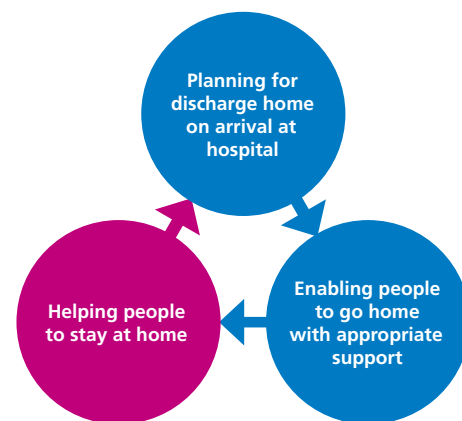 Planning for
discharge home
on arrival at
hospital
Helping people
to stay at home
Enabling people
to go home
with appropriate
support